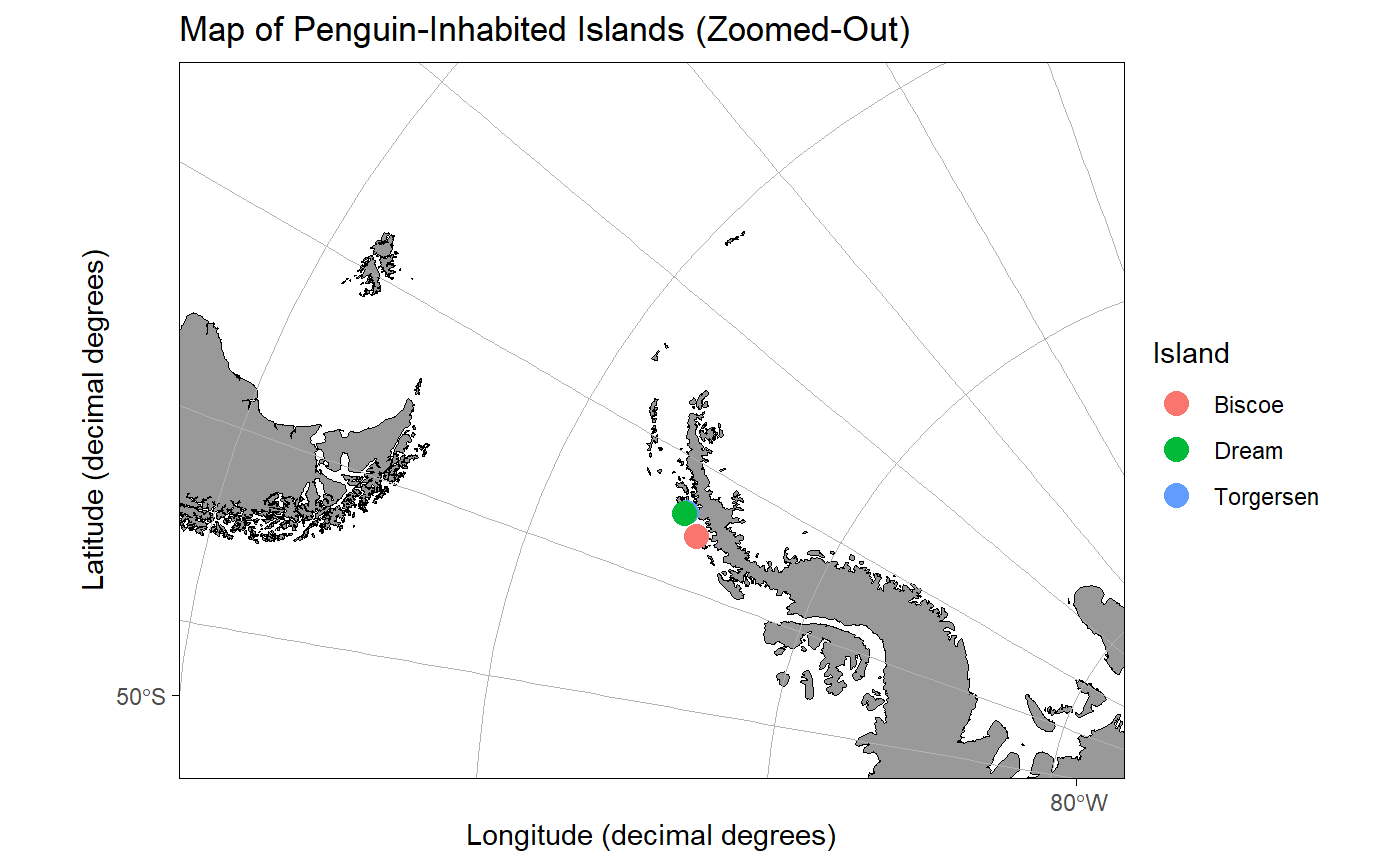 Map of Penguin-Inhabited Islands (Zoomed-Out)
Latitude (decimal degrees)
50°S
80°W
Longitude (decimal degrees)
Island
Biscoe
Dream
Torgersen